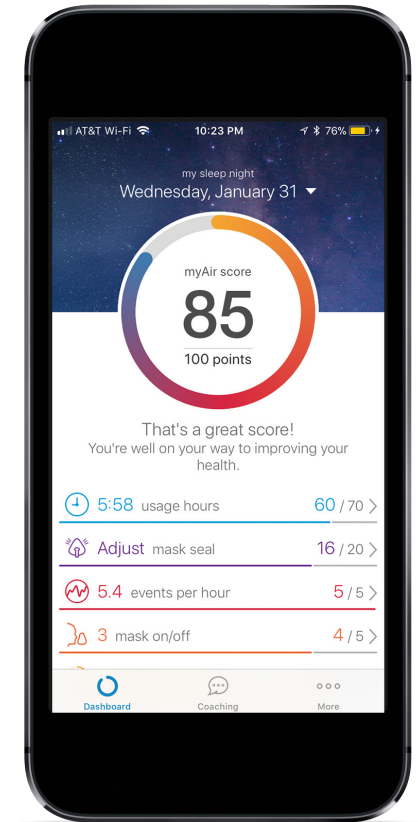 AT&T Wi-Fi 10:23 PM 76%
my sleep night
Wednesday, January 31
myAir score
85
100 points
That's a great score!
You're well on your way to improving your
health.
5:58 usage hours 60 / 70
Adjust mask seal 16 / 20
5.4 events per hour 5 / 5
3 mask on/off 4 / 5
Dashboard Coaching More